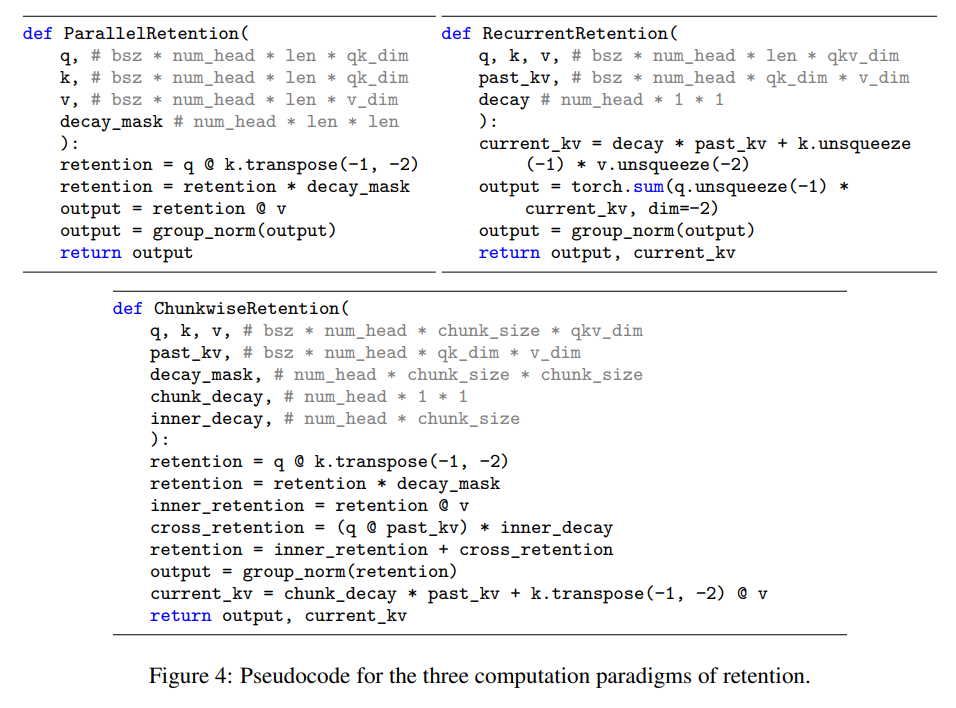 def ParallelRetention(
q, # bsz * num_head * len * qk_dim
k, # bsz * num_head * len * qk_dim
v, # bsz * num_head * len * v_dim
decay_mask # num_head * len * len
):
retention = q @ k.transpose(-1, -2)
retention = retention * decay_mask
output = retention @ v
output = group_norm(output)
return output
def RecurrentRetention(
q, k, v, # bsz * num_head * len * qkv_dim
past_kv, # bsz * num_head * qk_dim * v_dim
decay # num_head * 1 * 1
):
current_kv = decay * past_kv + k.unsqueeze
(-1) * v.unsqueeze(-2)
output = torch.sum(q.unsqueeze(-1) *
current_kv, dim=-2)
output = group_norm(output)
return output, current_kv
def ChunkwiseRetention(
q, k, v, # bsz * num_head * chunk_size * qkv_dim
past_kv, # bsz * num_head * qk_dim * v_dim
decay_mask, # num_head * chunk_size * chunk_size
chunk_decay, # num_head * 1 * 1
inner_decay, # num_head * chunk_size
):
retention = q @ k.transpose(-1, -2)
retention = retention * decay_mask
inner_retention = retention @ v
cross_retention = (q @ past_kv) * inner_decay
retention = inner_retention + cross_retention
output = group_norm(retention)
current_kv = chunk_decay * past_kv + k.transpose(-1, -2) @ v
return output, current_kv
Figure 4: Pseudocode for the three computation paradigms of retention.